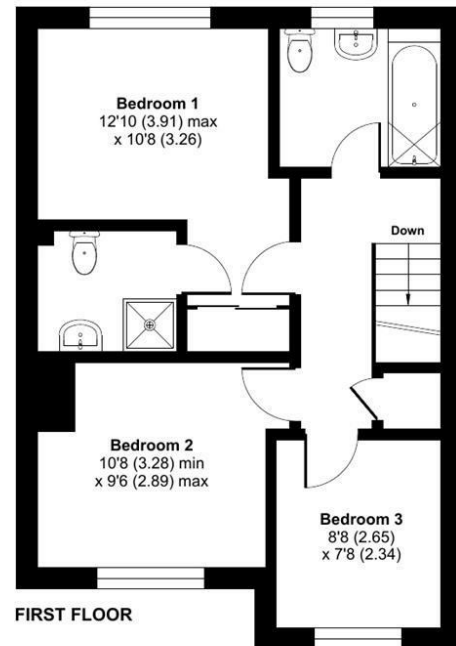 Bedroom 1
12'10 (3.91) max
x 10'8 (3.26)
Down
Bedroom 2
10'8 (3.28) min
x 9'6 (2.89) max
Bedroom 3
8'8 (2.65)
x 7'8 (2.34)
FIRST FLOOR